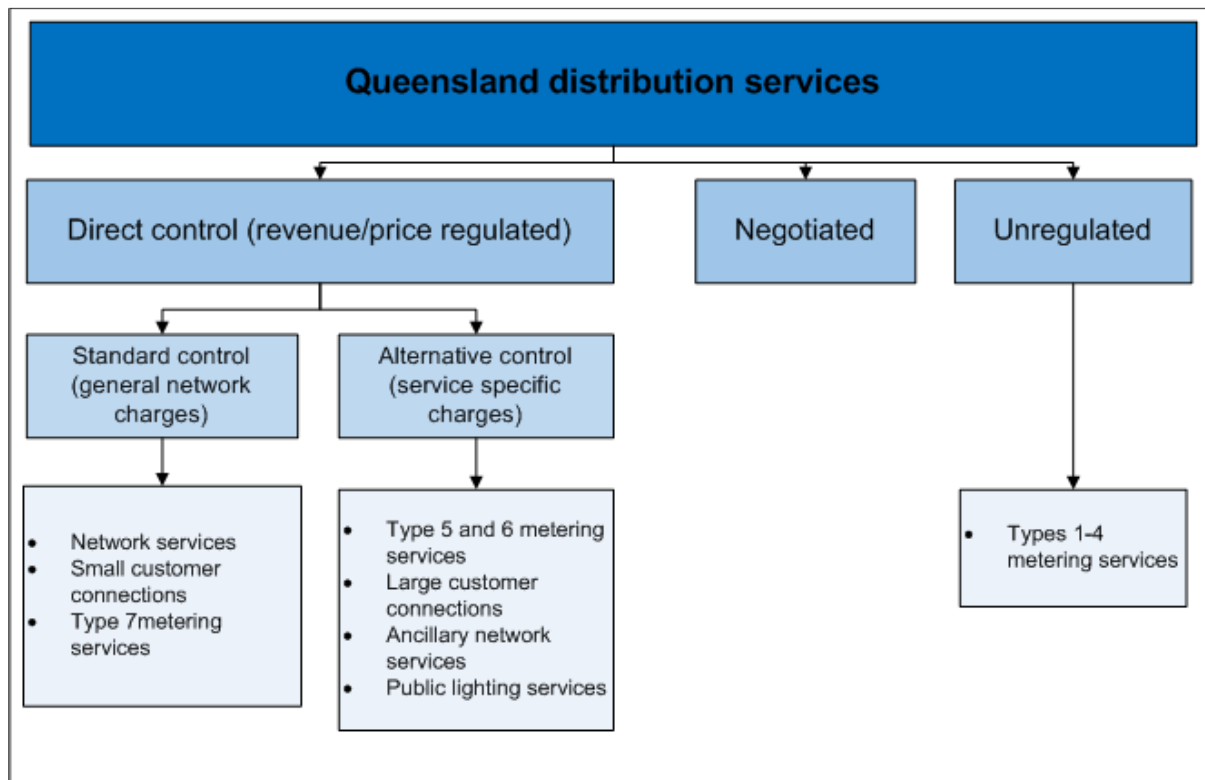 Queensland distribution services
Direct control (revenue/price regulated)
Negotiated
Unregulated
Standard control
(general network
charges)
Alternative control
(service specific
charges)
• Network services
• Small customer
connections
• Type 7metering
services
• Type 5 and 6 metering
services
• Large customer
connections
• Ancillary network
services
• Public lighting services
• Types 1-4
metering services